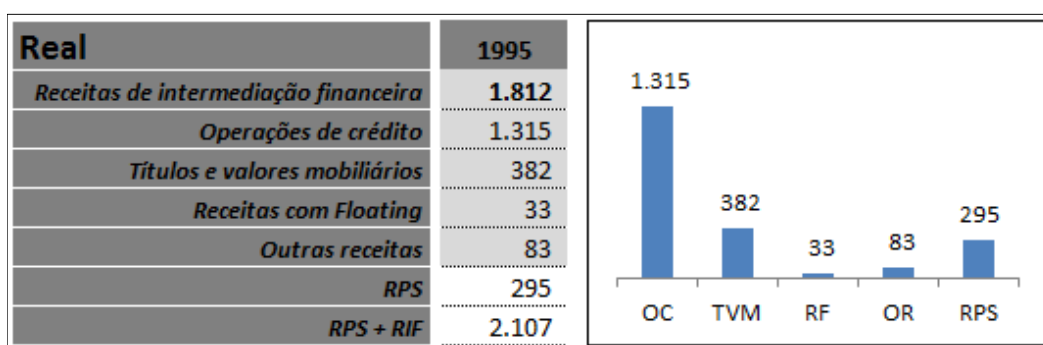 Real 1995
Receitas de intermediação financeira 1.812
Operações de crédito 1.315
Títulos e valores mobiliários 382
Receitas com Floating 33
Outras receitas 83
RPS 295
RPS + RIF 2.107
1.315
382
33
83
295
OC TVM RF OR RPS